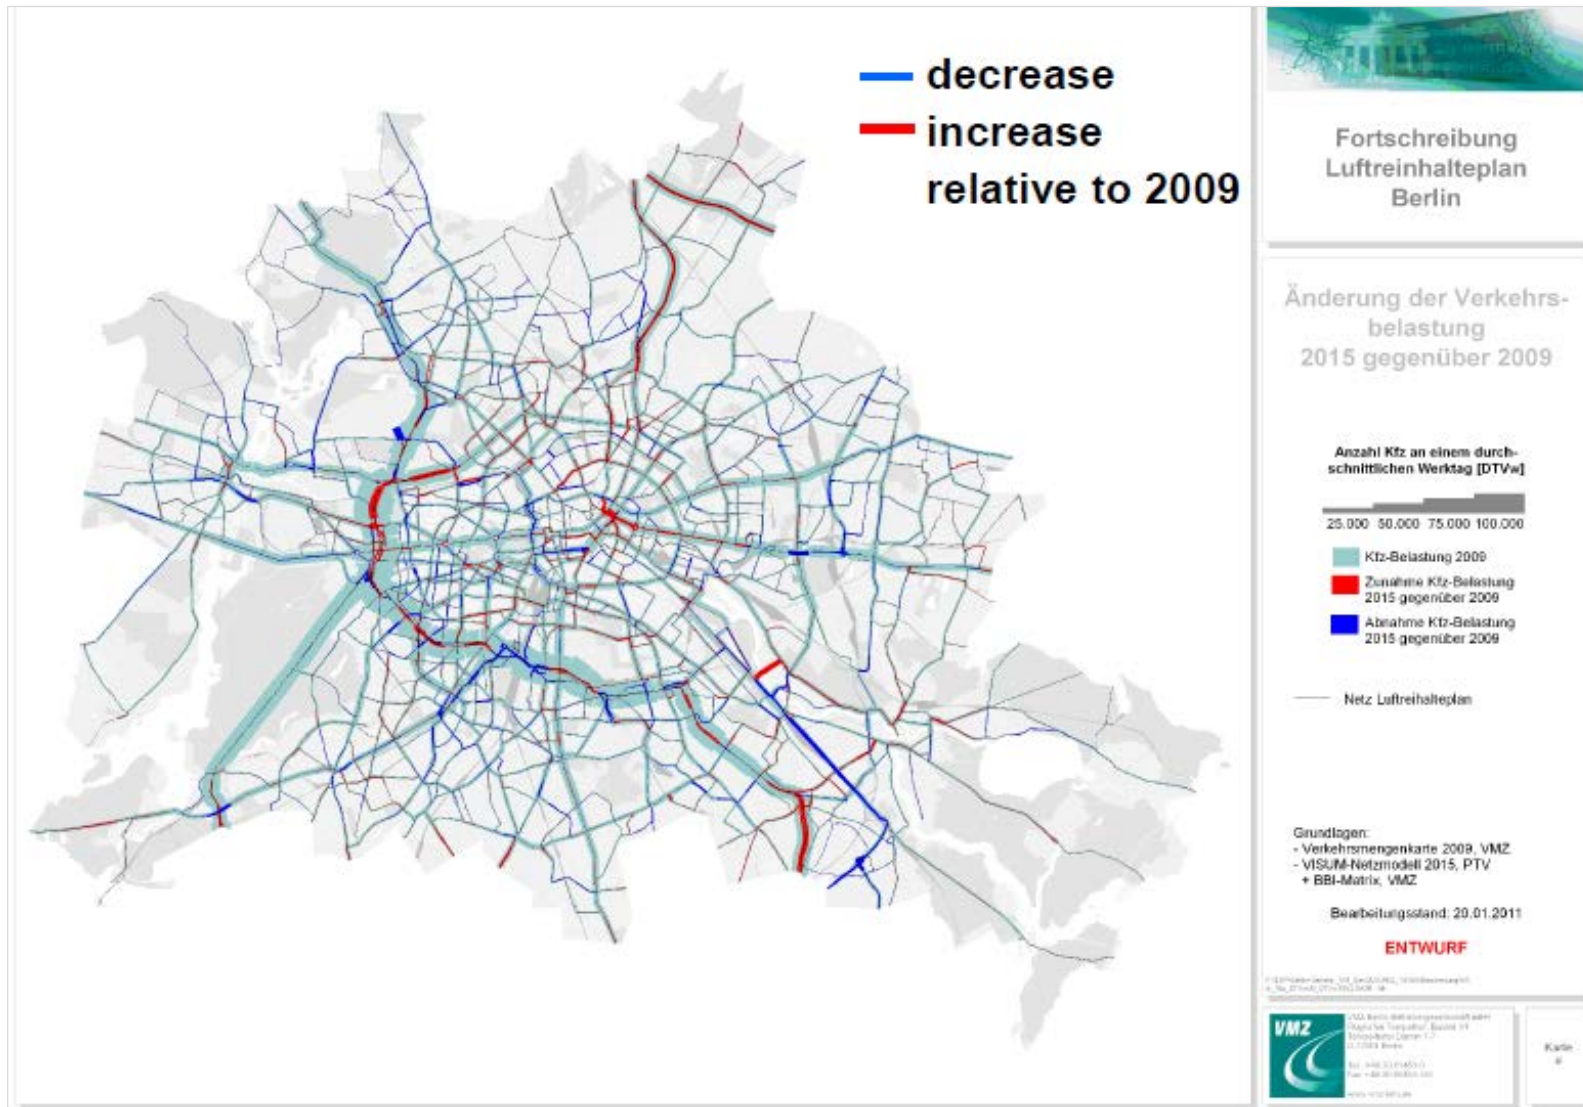 decrease
increase
relative to 2009
Fortschreibung
Luftreinhalteplan
Berlin
Änderung der Verkehrs-
belastung
2015 gegenüber 2009
Anzahl Kfz an einem durch-
schnittlichen Werktag [DTVw]
25.000 50.000 75.000 100.000
Kfz-Belastung 2009
Zunahme Kfz-Belastung
2015 gegenüber 2009
Abnahme Kfz-Belastung
2015 gegenüber 2009
Netz Luftreihalteplan
Grundlagen:
- Verkehrsmengenkarte 2009, VMZ
- VISUM-Netzmodell 2015, PTV
+ BBI-Matrix, VMZ
Bearbeitungsstand: 20.01.2011
ENTWURF
VMZ
Karte
#